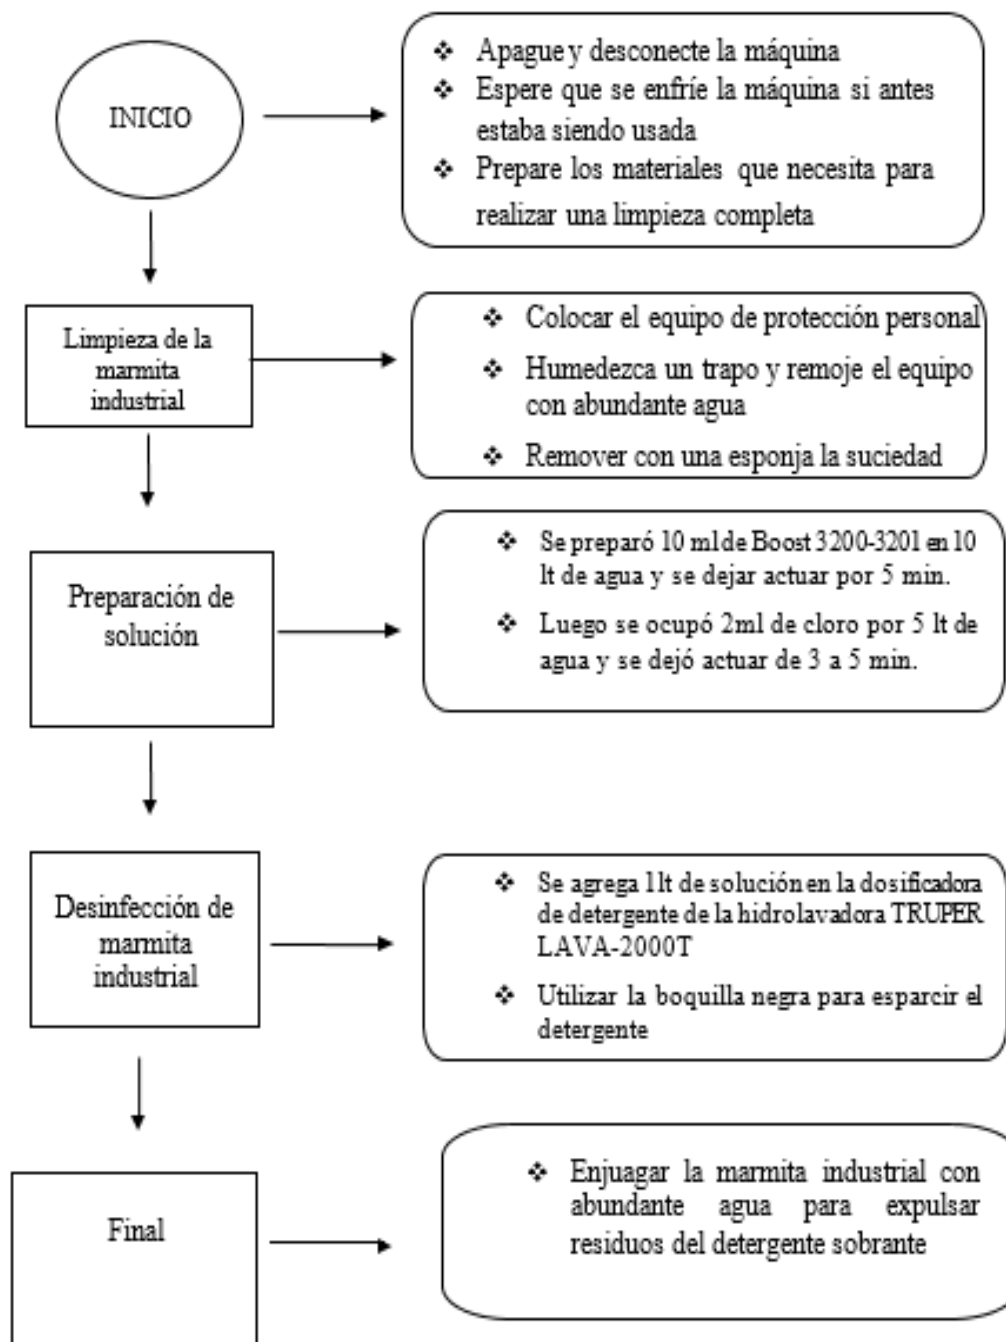 INICIO
❖ Apague y desconecte la máquina
❖ Espere que se enfríe la máquina si antes
estaba siendo usada
❖ Prepare los materiales que necesita para
realizar una limpieza completa
Limpieza de la
marmita
industrial
❖ Colocar el equipo de protección personal
❖ Humedezca un trapo y remoje el equipo
con abundante agua
❖ Remover con una esponja la suciedad
Preparación de
solución
❖ Se preparó 10 ml de Boost 3200-3201 en 10
lt de agua y se dejar actuar por 5 min.
❖ Luego se ocupó 2ml de cloro por 5 lt de
agua y se dejó actuar de 3 a 5 min.
Desinfección de
marmita
industrial
❖ Se agrega 1lt de solución en la dosificadora
de detergente de la hidrolavadora TRUPER
LAVA-2000T
❖ Utilizar la boquilla negra para esparcir el
detergente
Final
❖ Enjuagar la marmita industrial con
abundante agua para expulsar
residuos del detergente sobrante